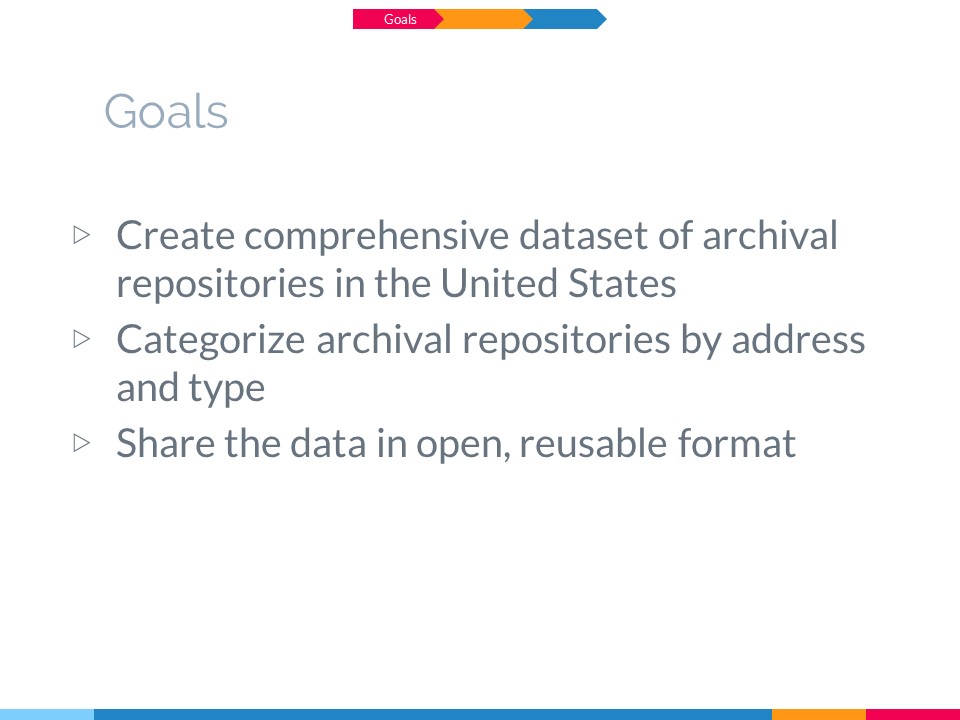 Goals
Goals
▷ Create comprehensive dataset of archival
repositories in the United States
▷ Categorize archival repositories by address
and type
▷ Share the data in open, reusable format